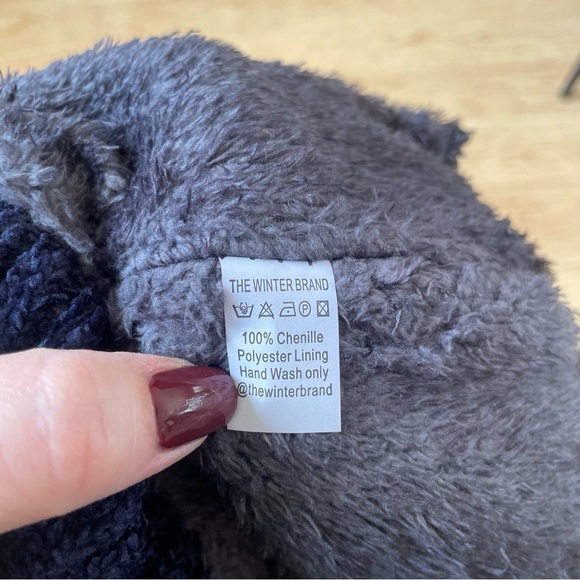 THE WINTER BRAND
100% Chenille
Polyester Lining
Hand Wash only
@thewinterbrand